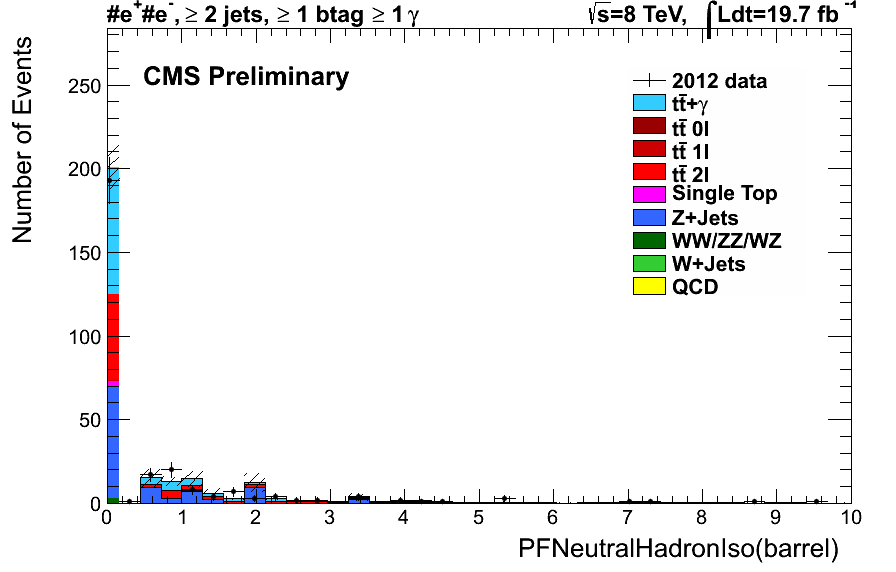 #e⁺#e⁻, ≥ 2 jets, ≥ 1 btag ≥ 1 γ
√s=8 TeV, ∫Ldt=19.7 fb⁻¹
CMS Preliminary
2012 data
tt̄+γ
tt̄ 0l
tt̄ 1l
tt̄ 2l
Single Top
Z+Jets
WW/ZZ/WZ
W+Jets
QCD
Number of Events
250
200
150
100
50
0
0 1 2 3 4 5 6 7 8 9 10
PFNeutralHadronIso(barrel)